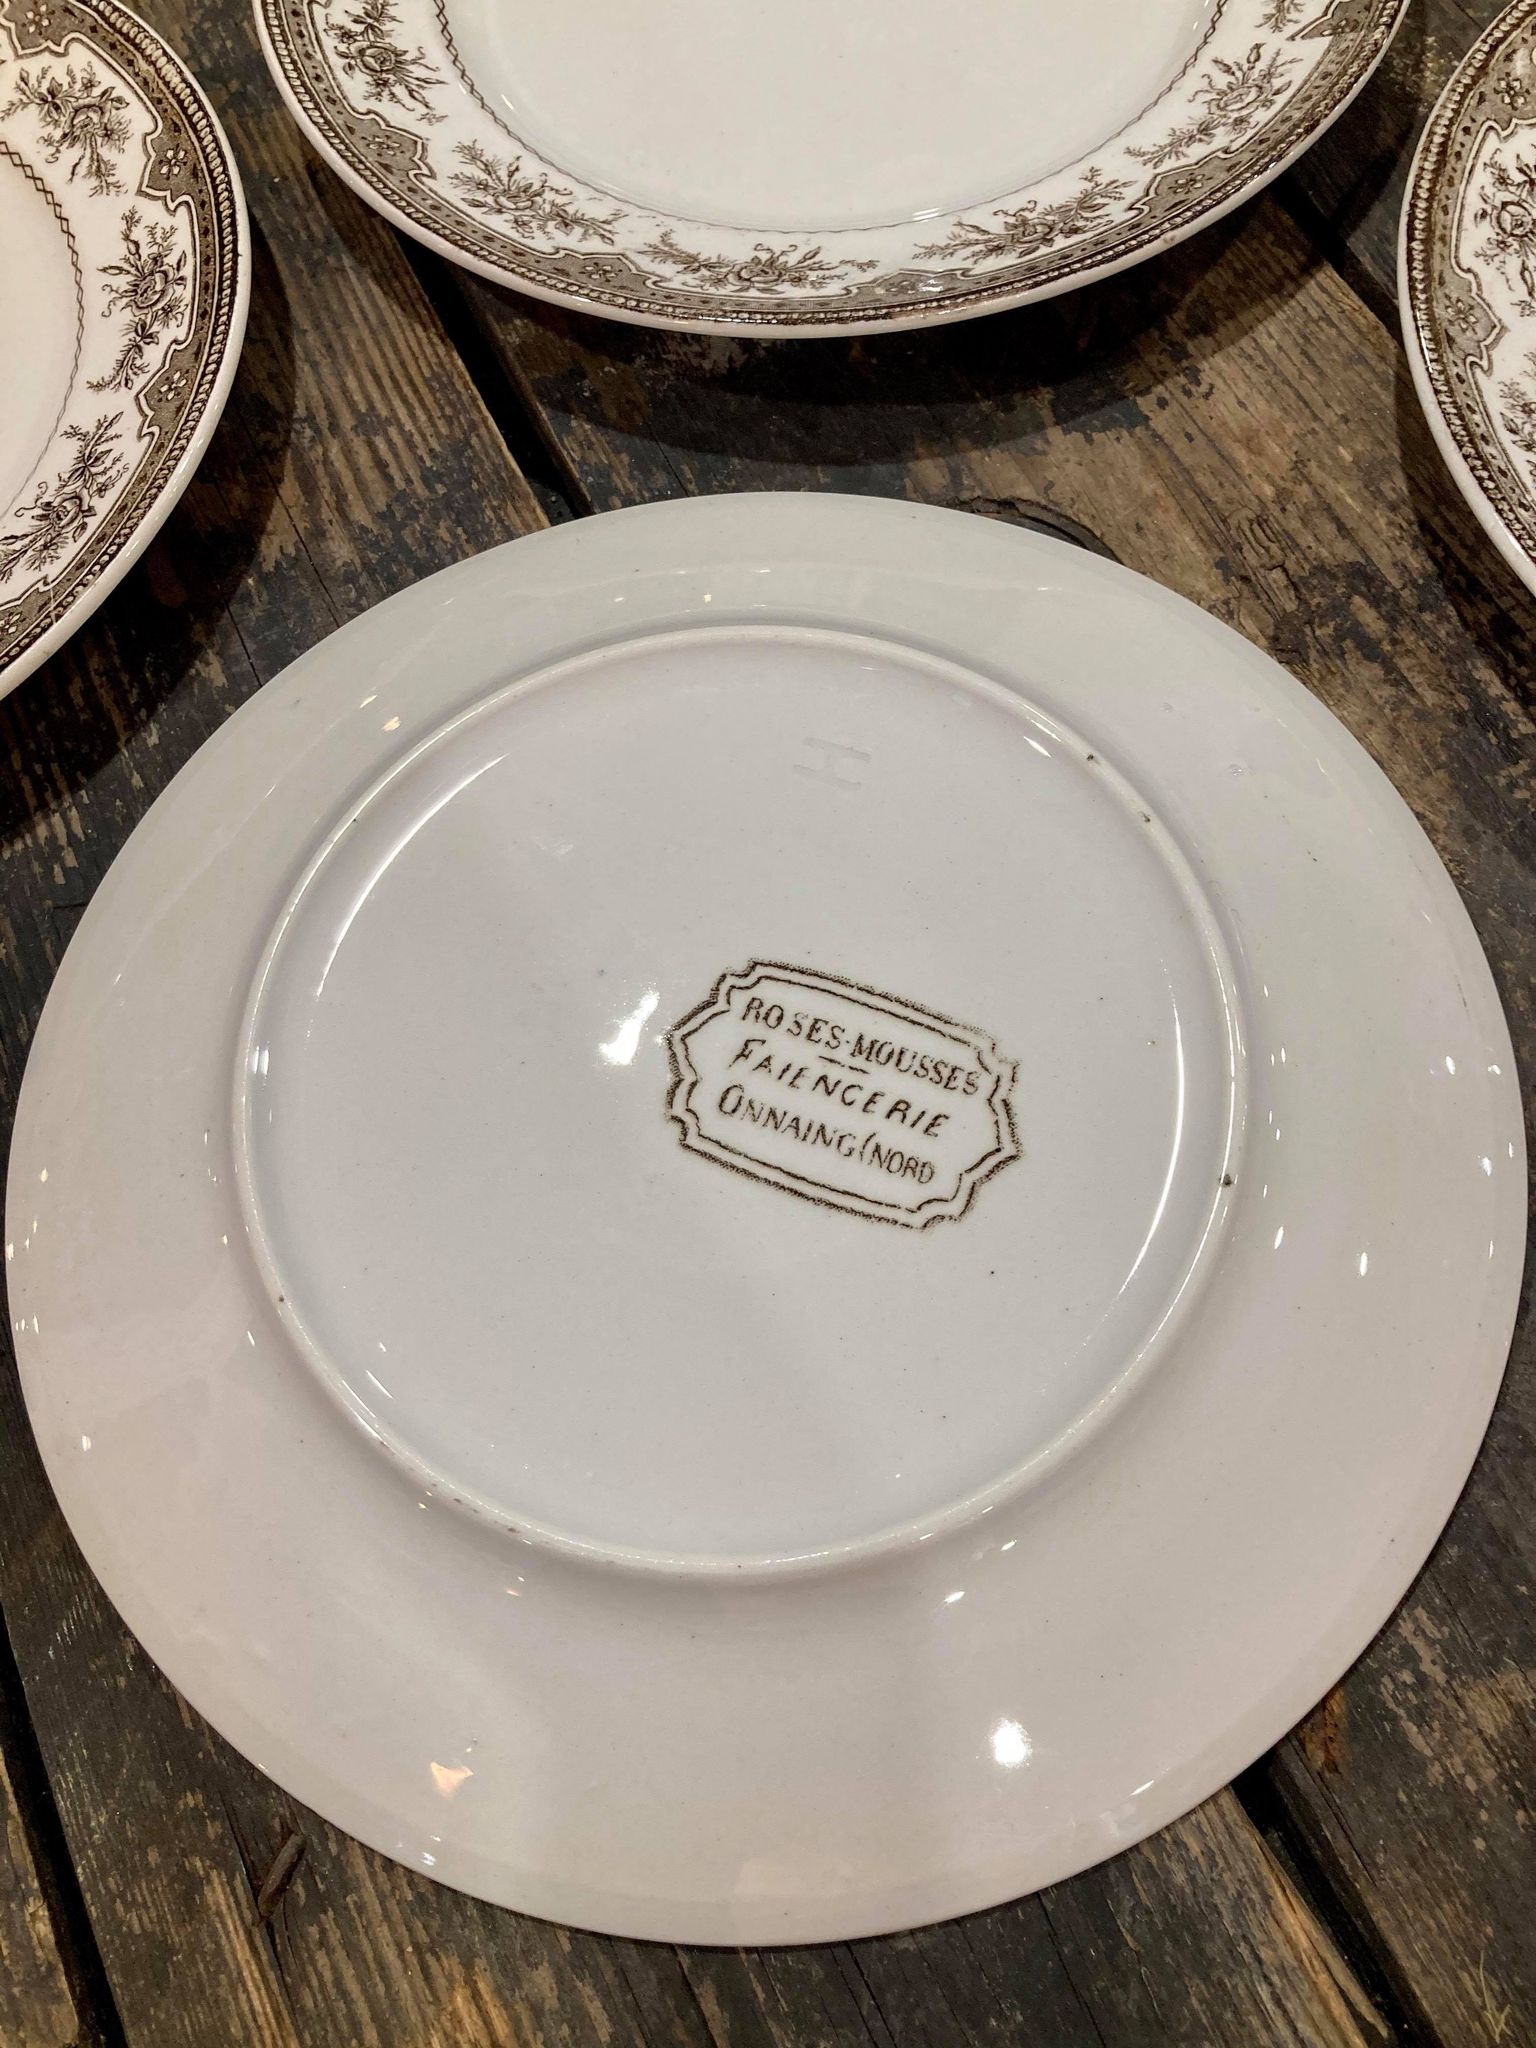 H
ROSES-MOUSSES
FAIENCERIE
ONNAING(NORD